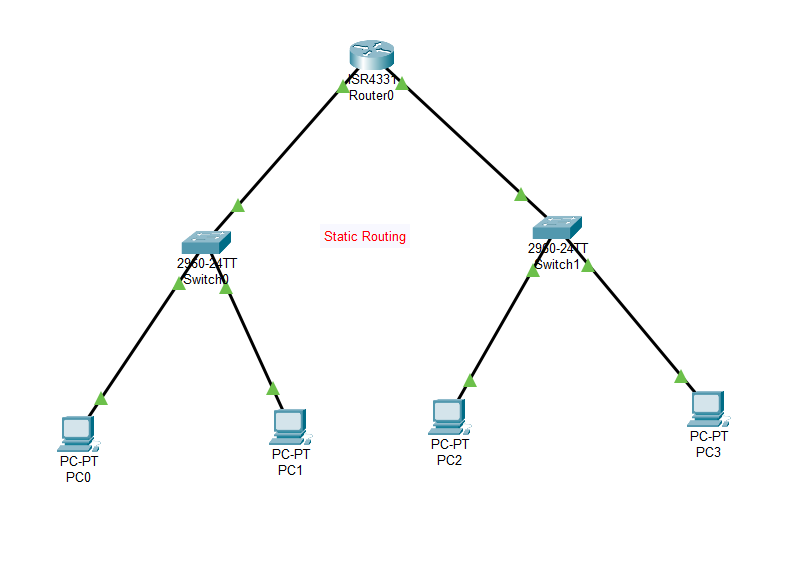 ISR4331
Router0
Static Routing
2960-24TT
Switch0
2960-24TT
Switch1
PC-PT
PC0
PC-PT
PC1
PC-PT
PC2
PC-PT
PC3